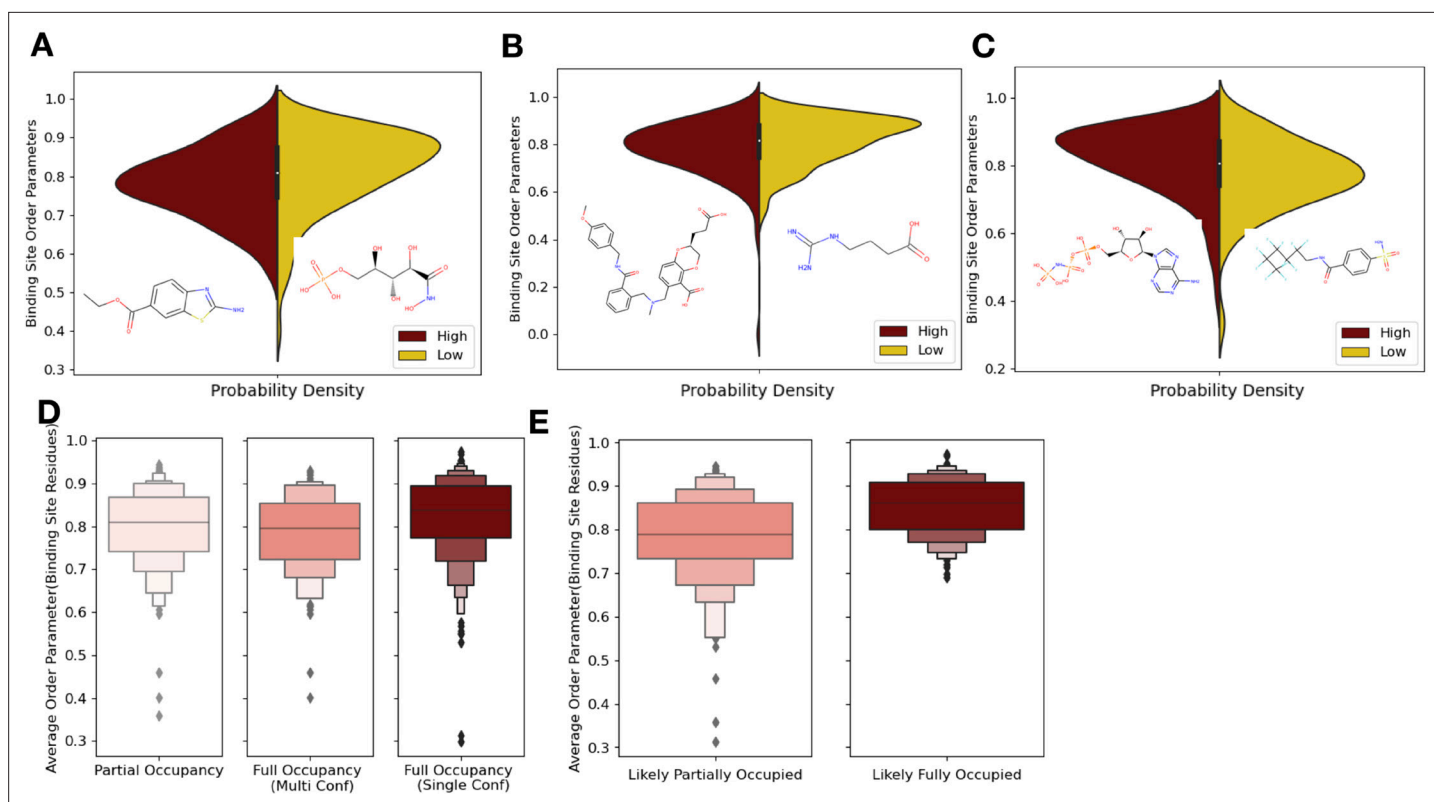 A
B
C
Binding Site Order Parameters
1.0
0.9
0.8
0.7
0.6
0.5
0.4
0.3
High
Low
Probability Density
Binding Site Order Parameters
1.0
0.8
0.6
0.4
0.2
0.0
High
Low
Probability Density
Binding Site Order Parameters
1.0
0.8
0.6
0.4
0.2
High
Low
Probability Density
D
E
Average Order Parameter(Binding Site Residues)
1.0
0.9
0.8
0.7
0.6
0.5
0.4
0.3
Partial Occupancy
Full Occupancy
(Multi Conf)
Full Occupancy
(Single Conf)
Average Order Parameter(Binding Site Residues)
1.0
0.9
0.8
0.7
0.6
0.5
0.4
0.3
Likely Partially Occupied
Likely Fully Occupied